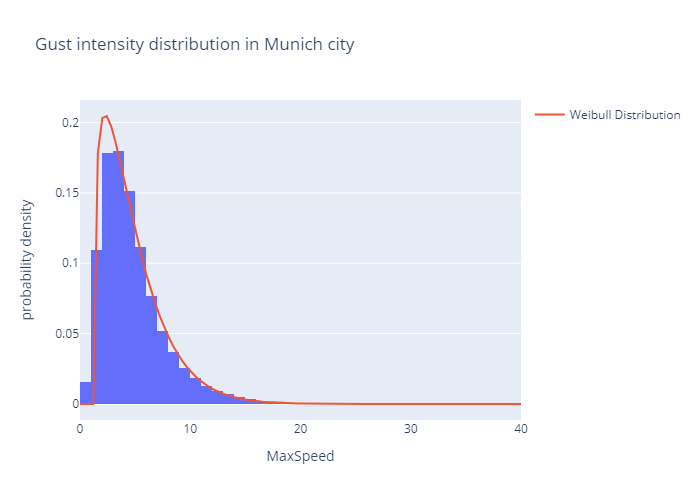 Gust intensity distribution in Munich city
Weibull Distribution
probability density
0.2
0.15
0.1
0.05
0
0 10 20 30 40
MaxSpeed